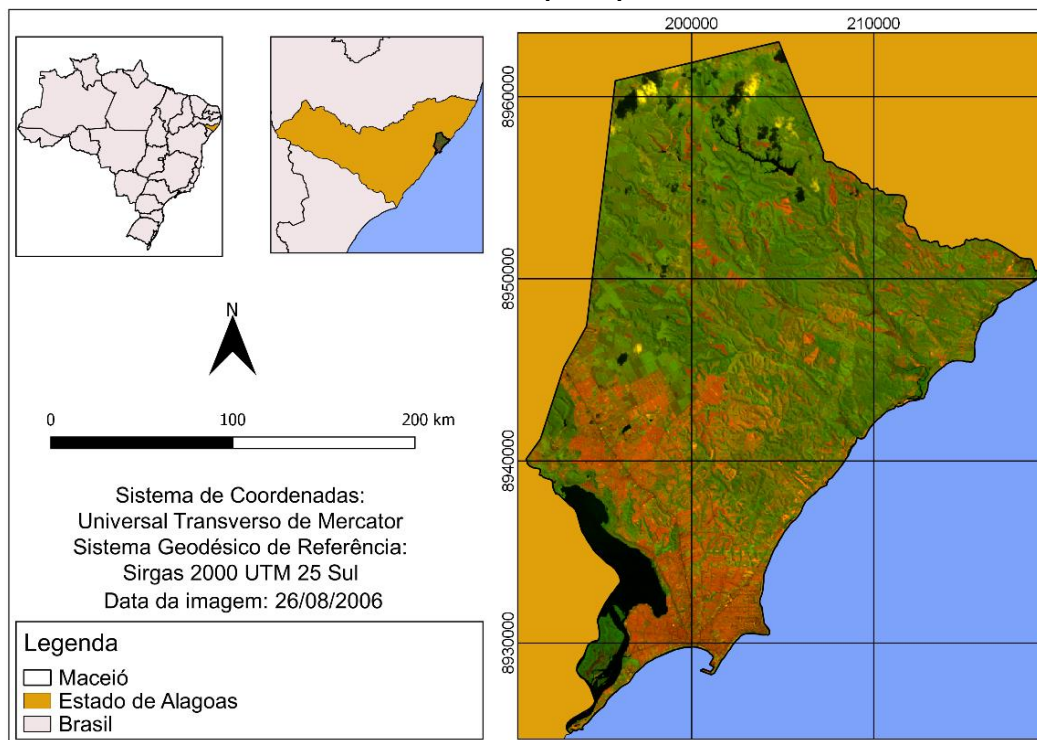 200000 210000
8960000
8950000
8940000
8930000
N
0 100 200 km
Sistema de Coordenadas:
Universal Transverso de Mercator
Sistema Geodésico de Referência:
Sirgas 2000 UTM 25 Sul
Data da imagem: 26/08/2006
Legenda
Maceió
Estado de Alagoas
Brasil